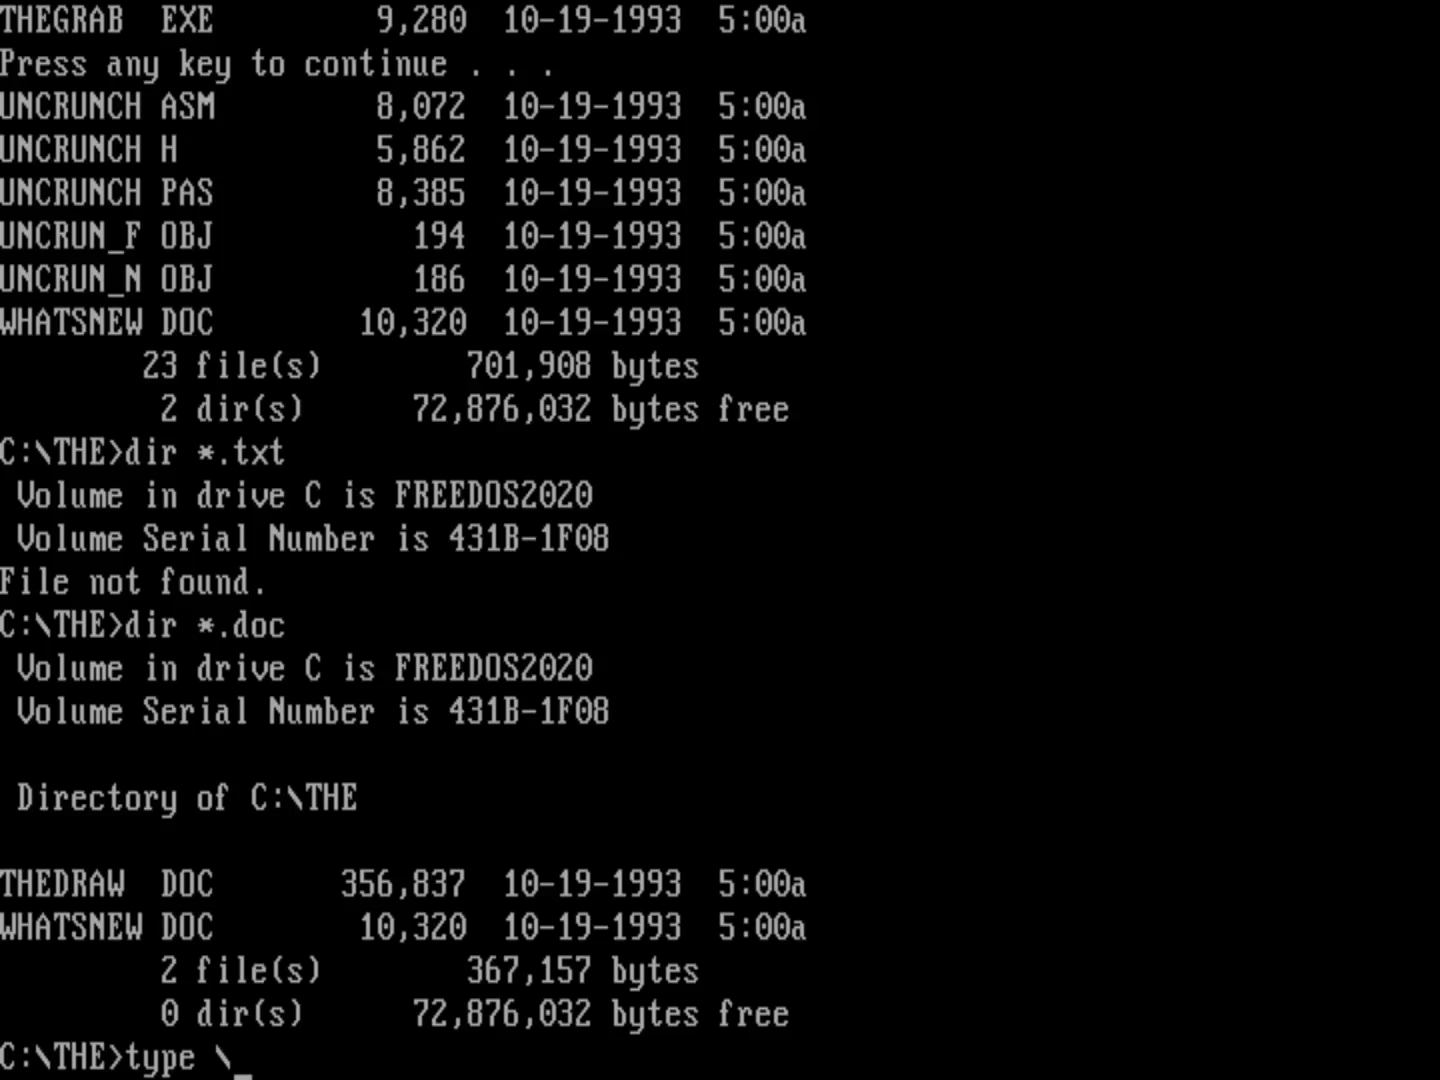 THEGRAB  EXE         9,280  10-19-1993  5:00a
Press any key to continue . . .
UNCRUNCH ASM         8,072  10-19-1993  5:00a
UNCRUNCH H           5,862  10-19-1993  5:00a
UNCRUNCH PAS         8,385  10-19-1993  5:00a
UNCRUN_F OBJ           194  10-19-1993  5:00a
UNCRUN_N OBJ           186  10-19-1993  5:00a
WHATSNEW DOC        10,320  10-19-1993  5:00a
        23 file(s)        701,908 bytes
         2 dir(s)      72,876,032 bytes free
C:\THE>dir *.txt
 Volume in drive C is FREEDOS2020
 Volume Serial Number is 431B-1F08
File not found.
C:\THE>dir *.doc
 Volume in drive C is FREEDOS2020
 Volume Serial Number is 431B-1F08
 Directory of C:\THE
THEDRAW  DOC       356,837  10-19-1993  5:00a
WHATSNEW DOC        10,320  10-19-1993  5:00a
         2 file(s)        367,157 bytes
         0 dir(s)      72,876,032 bytes free
C:\THE>type \_